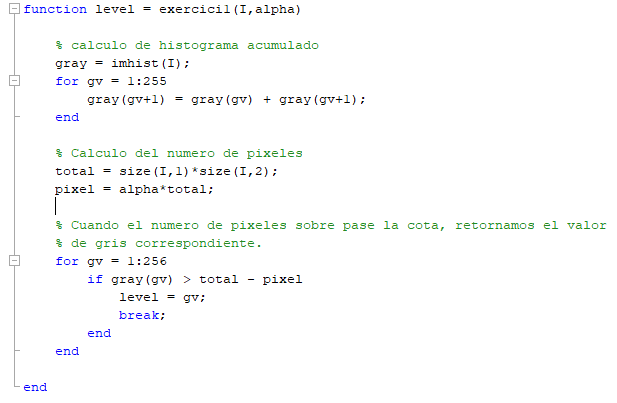 function level = exercici1(I,alpha)
% calculo de histograma acumulado
gray = imhist(I);
for gv = 1:255
gray(gv+1) = gray(gv) + gray(gv+1);
end
% Calculo del numero de pixeles
total = size(I,1)*size(I,2);
pixel = alpha*total;
% Cuando el numero de pixeles sobre pase la cota, retornamos el valor
% de gris correspondiente.
for gv = 1:256
if gray(gv) > total - pixel
level = gv;
break;
end
end
end